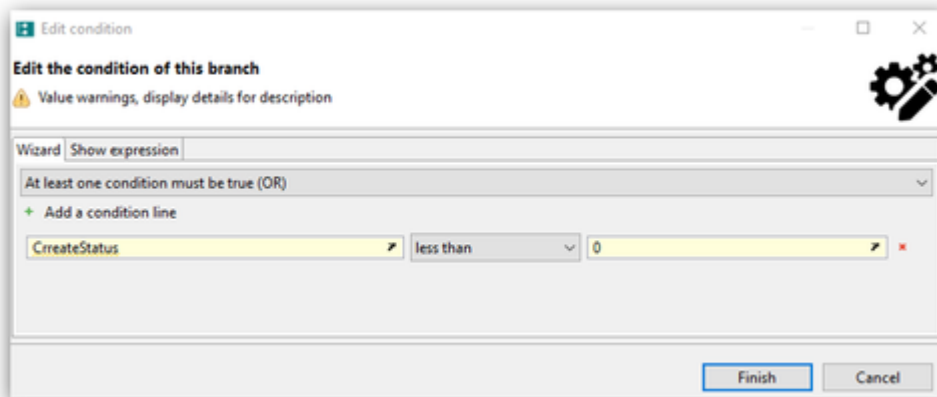 Edit condition
Edit the condition of this branch
Value warnings, display details for description
Wizard Show expression
At least one condition must be true (OR)
+ Add a condition line
CrreateStatus less than 0
Finish Cancel